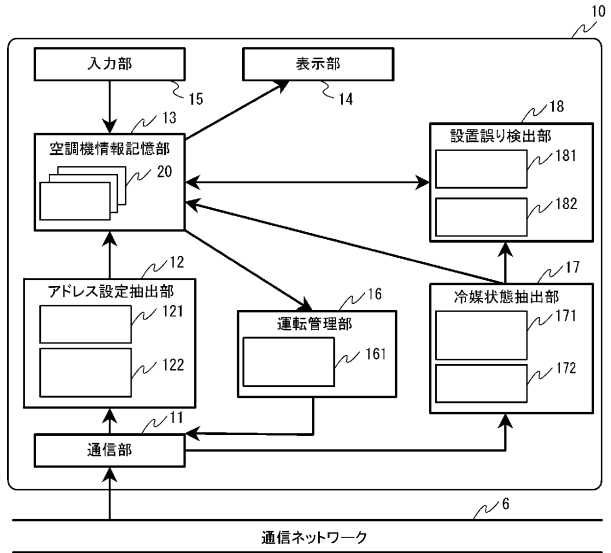 10
入力部
15
表示部
14
13
空調機情報記憶部
20
18
設置誤り検出部
181
182
12
アドレス設定抽出部
121
122
16
運転管理部
161
17
冷媒状態抽出部
171
172
11
通信部
6
通信ネットワーク